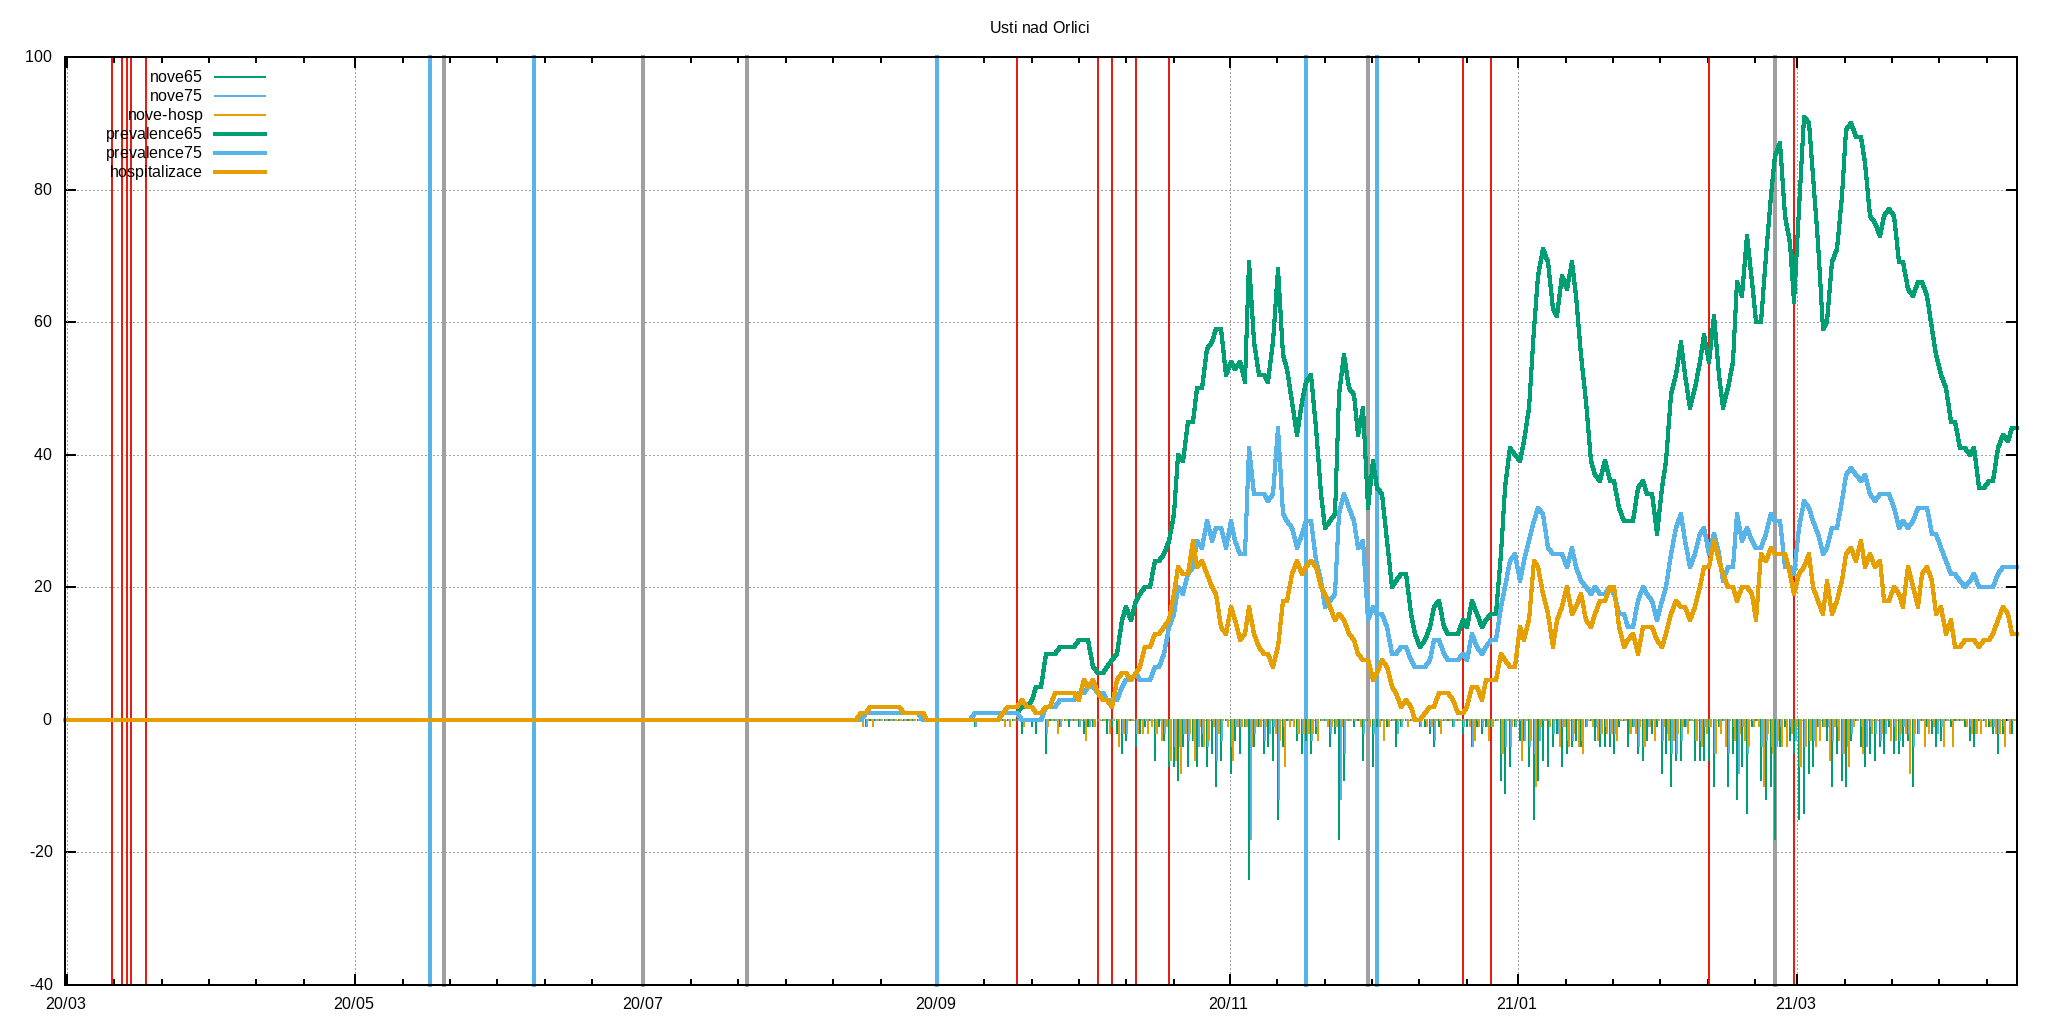 Usti nad Orlici
100
80
60
40
20
0
-20
-40
nove65
nove75
nove-hosp
prevalence65
prevalence75
hospitalizace
20/03 20/05 20/07 20/09 20/11 21/01 21/03